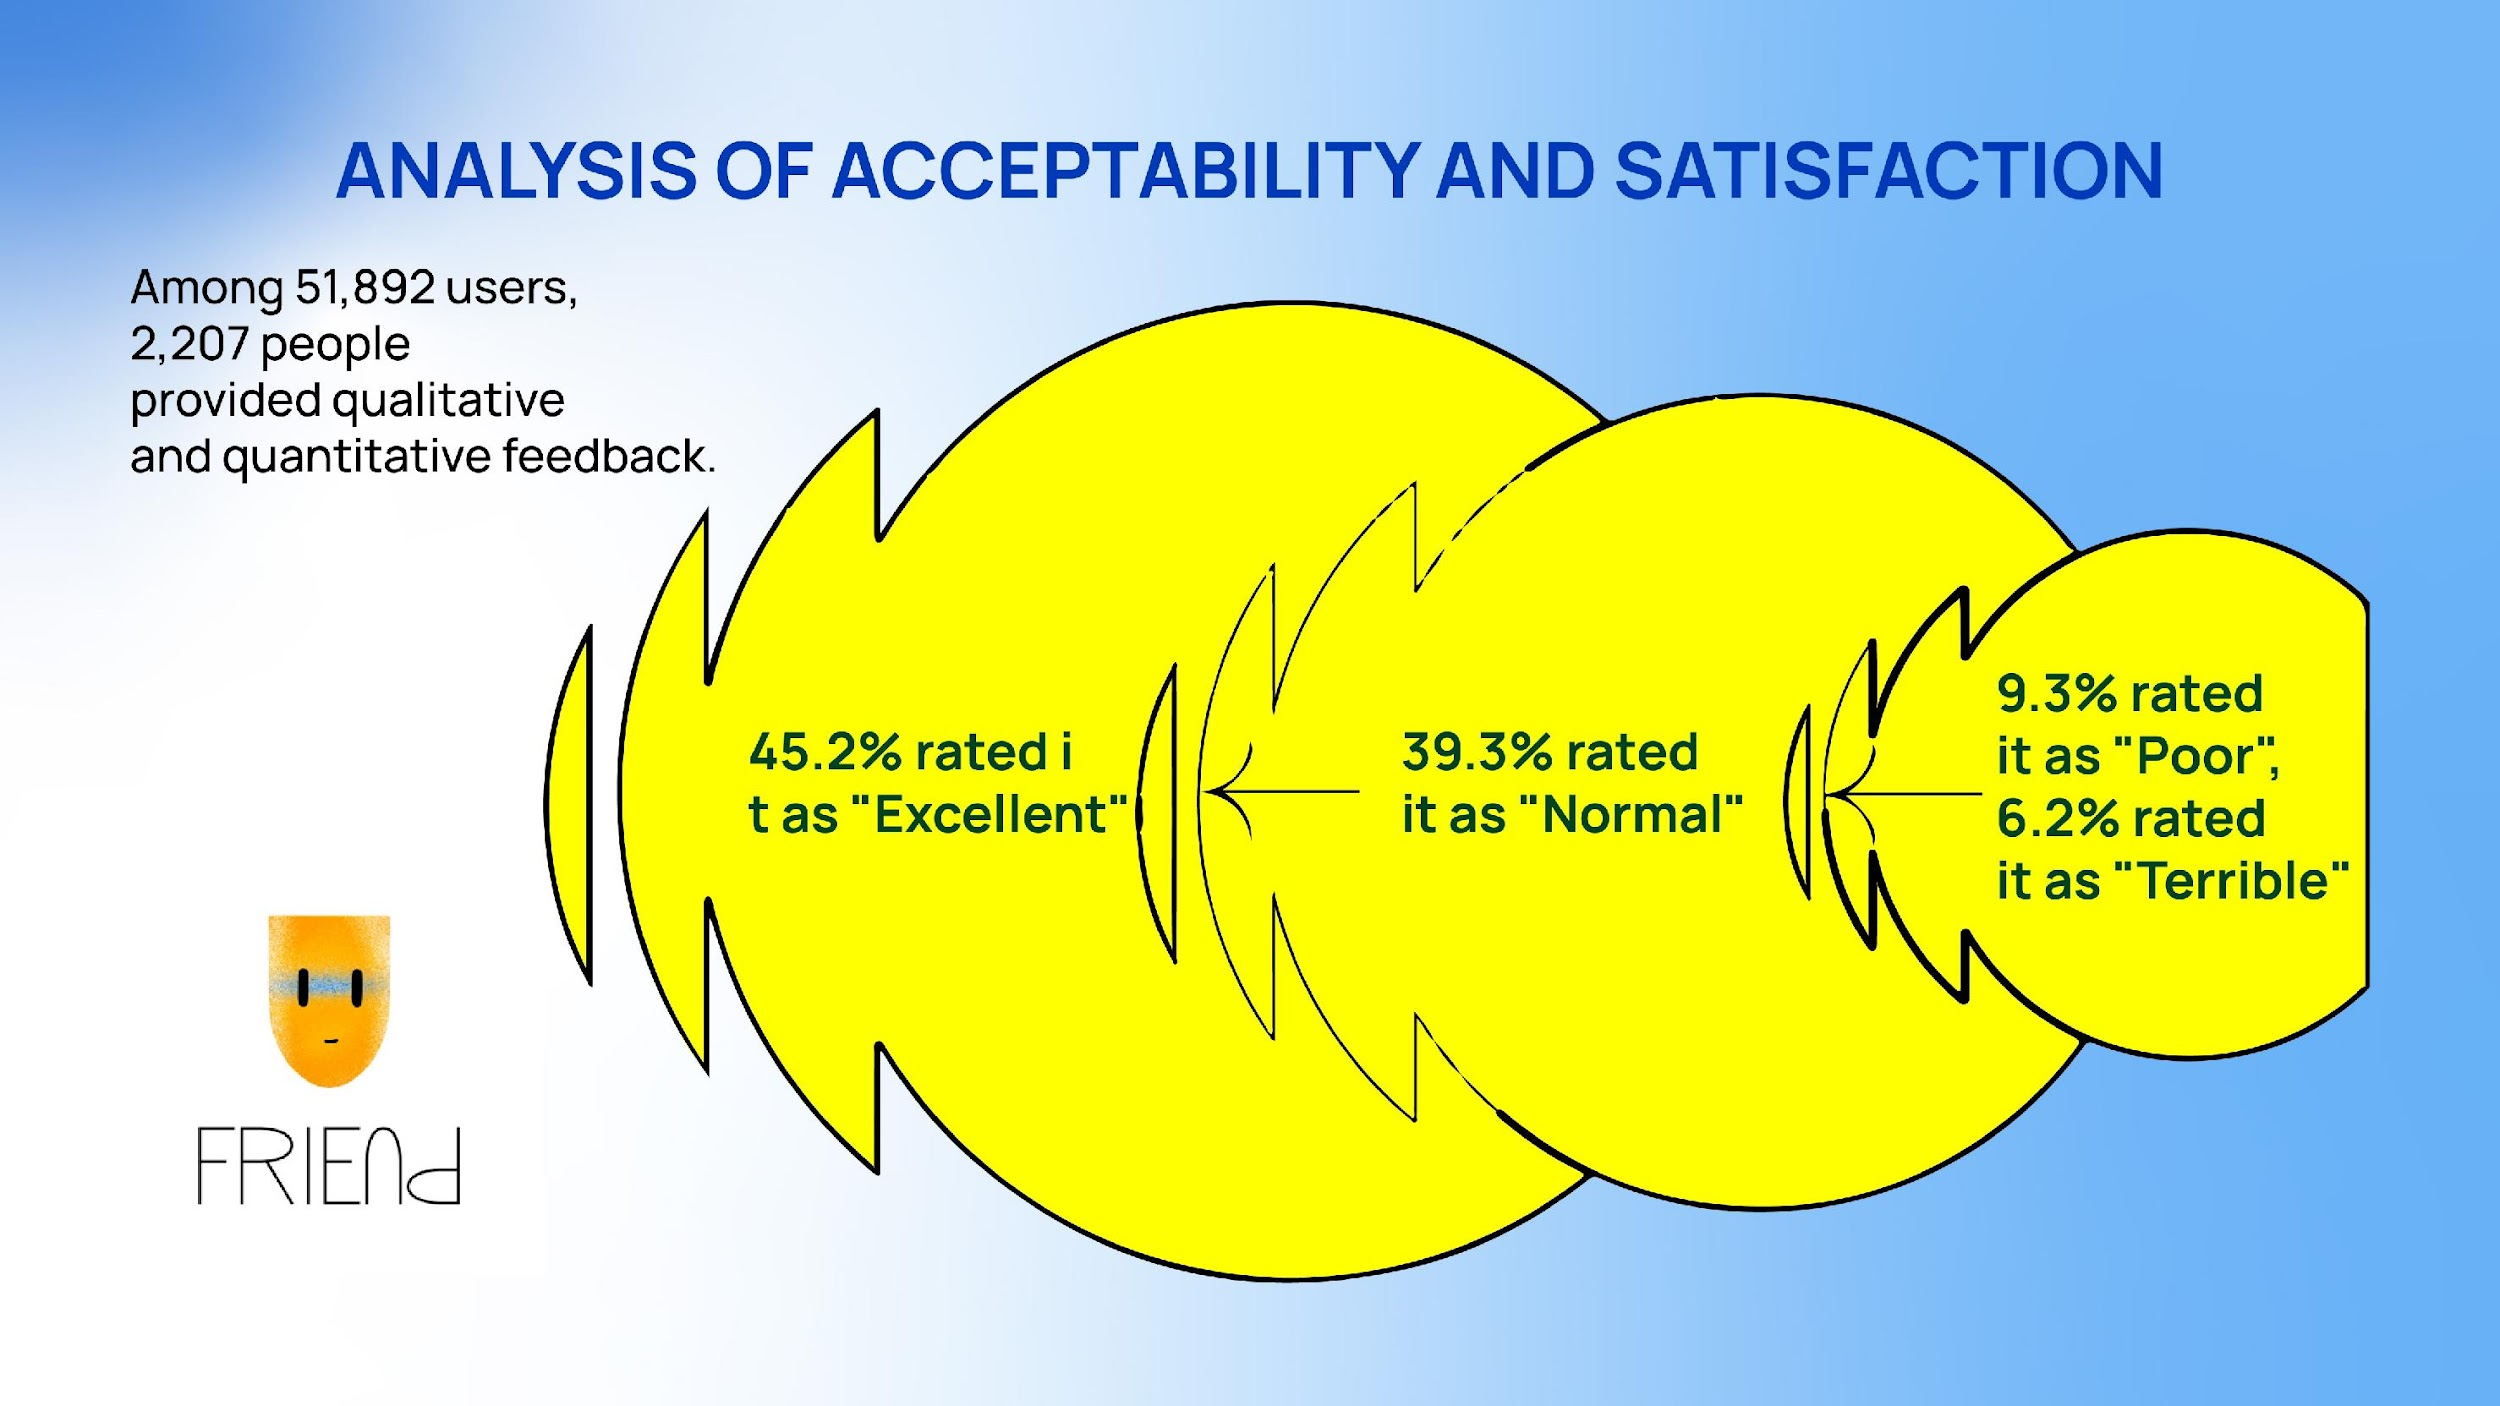 ANALYSIS OF ACCEPTABILITY AND SATISFACTION
Among 51,892 users,
2,207 people
provided qualitative
and quantitative feedback.
45.2% rated i
t as "Excellent"
39.3% rated
it as "Normal"
9.3% rated
it as "Poor",
6.2% rated
it as "Terrible"
FRIEnd